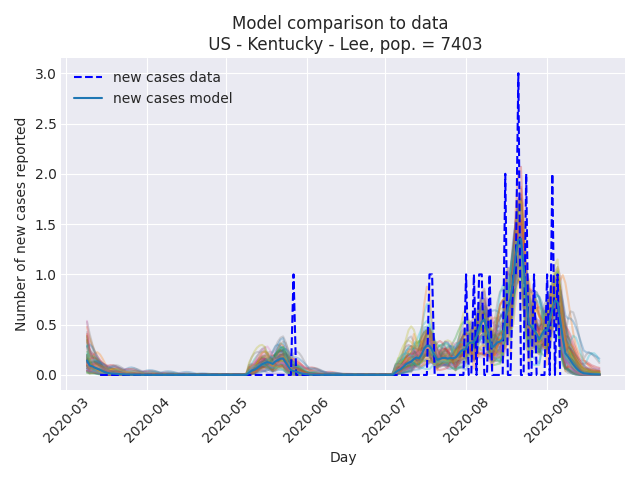 Model comparison to data
US - Kentucky - Lee, pop. = 7403
new cases data
new cases model
Number of new cases reported
3.0
2.5
2.0
1.5
1.0
0.5
0.0
2020-03
2020-04
2020-05
2020-06
2020-07
2020-08
2020-09
Day